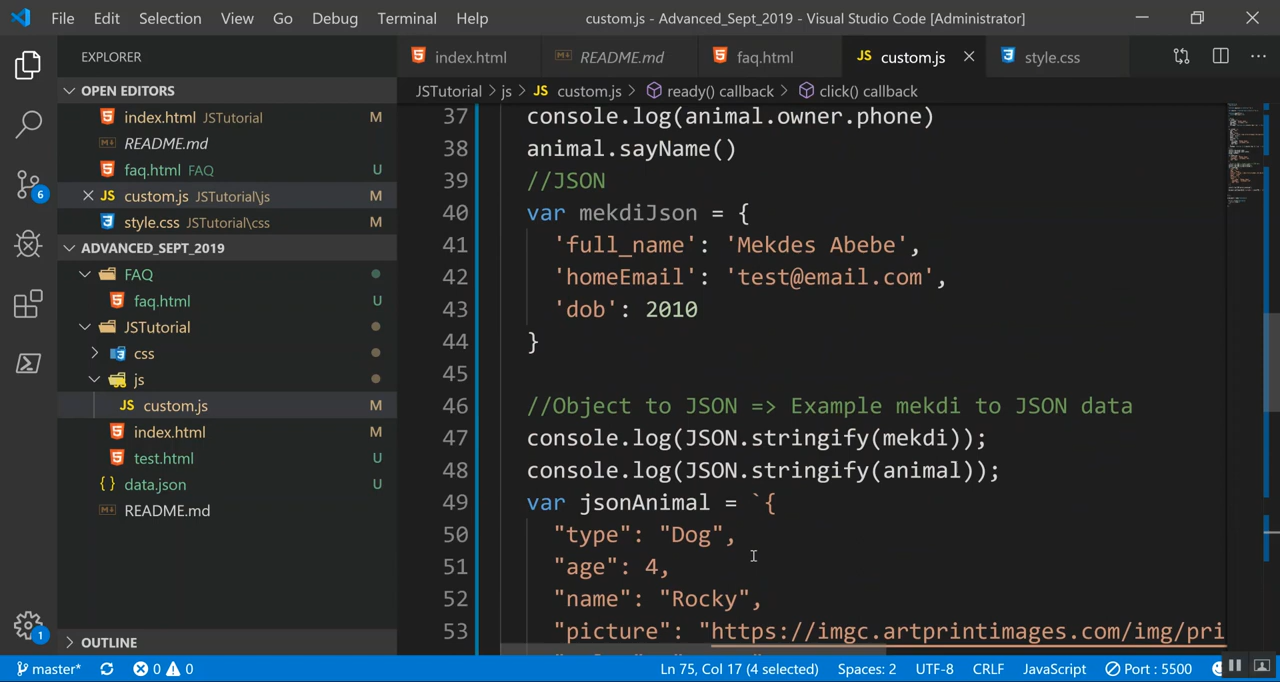 File Edit Selection View Go Debug Terminal Help custom.js - Advanced_Sept_2019 - Visual Studio Code [Administrator]
EXPLORER
OPEN EDITORS
index.html JSTutorial M
README.md
faq.html FAQ U
JS custom.js JSTutorial\js M
style.css JSTutorial\css M
ADVANCED_SEPT_2019
FAQ
faq.html U
JSTutorial
css
js
JS custom.js M
index.html M
test.html U
{} data.json U
README.md
OUTLINE
6
1
index.html README.md faq.html JS custom.js style.css
JSTutorial > js > JS custom.js > ready() callback > click() callback
37 console.log(animal.owner.phone)
38 animal.sayName()
39 //JSON
40 var mekdiJson = {
41 'full_name': 'Mekdes Abebe',
42 'homeEmail': 'test@email.com',
43 'dob': 2010
44 }
45
46 //Object to JSON => Example mekdi to JSON data
47 console.log(JSON.stringify(mekdi));
48 console.log(JSON.stringify(animal));
49 var jsonAnimal = `{
50 "type": "Dog",
51 "age": 4,
52 "name": "Rocky",
53 "picture": "https://imgc.artprintimages.com/img/pri
master* 0 0 Ln 75, Col 17 (4 selected) Spaces: 2 UTF-8 CRLF JavaScript Port : 5500